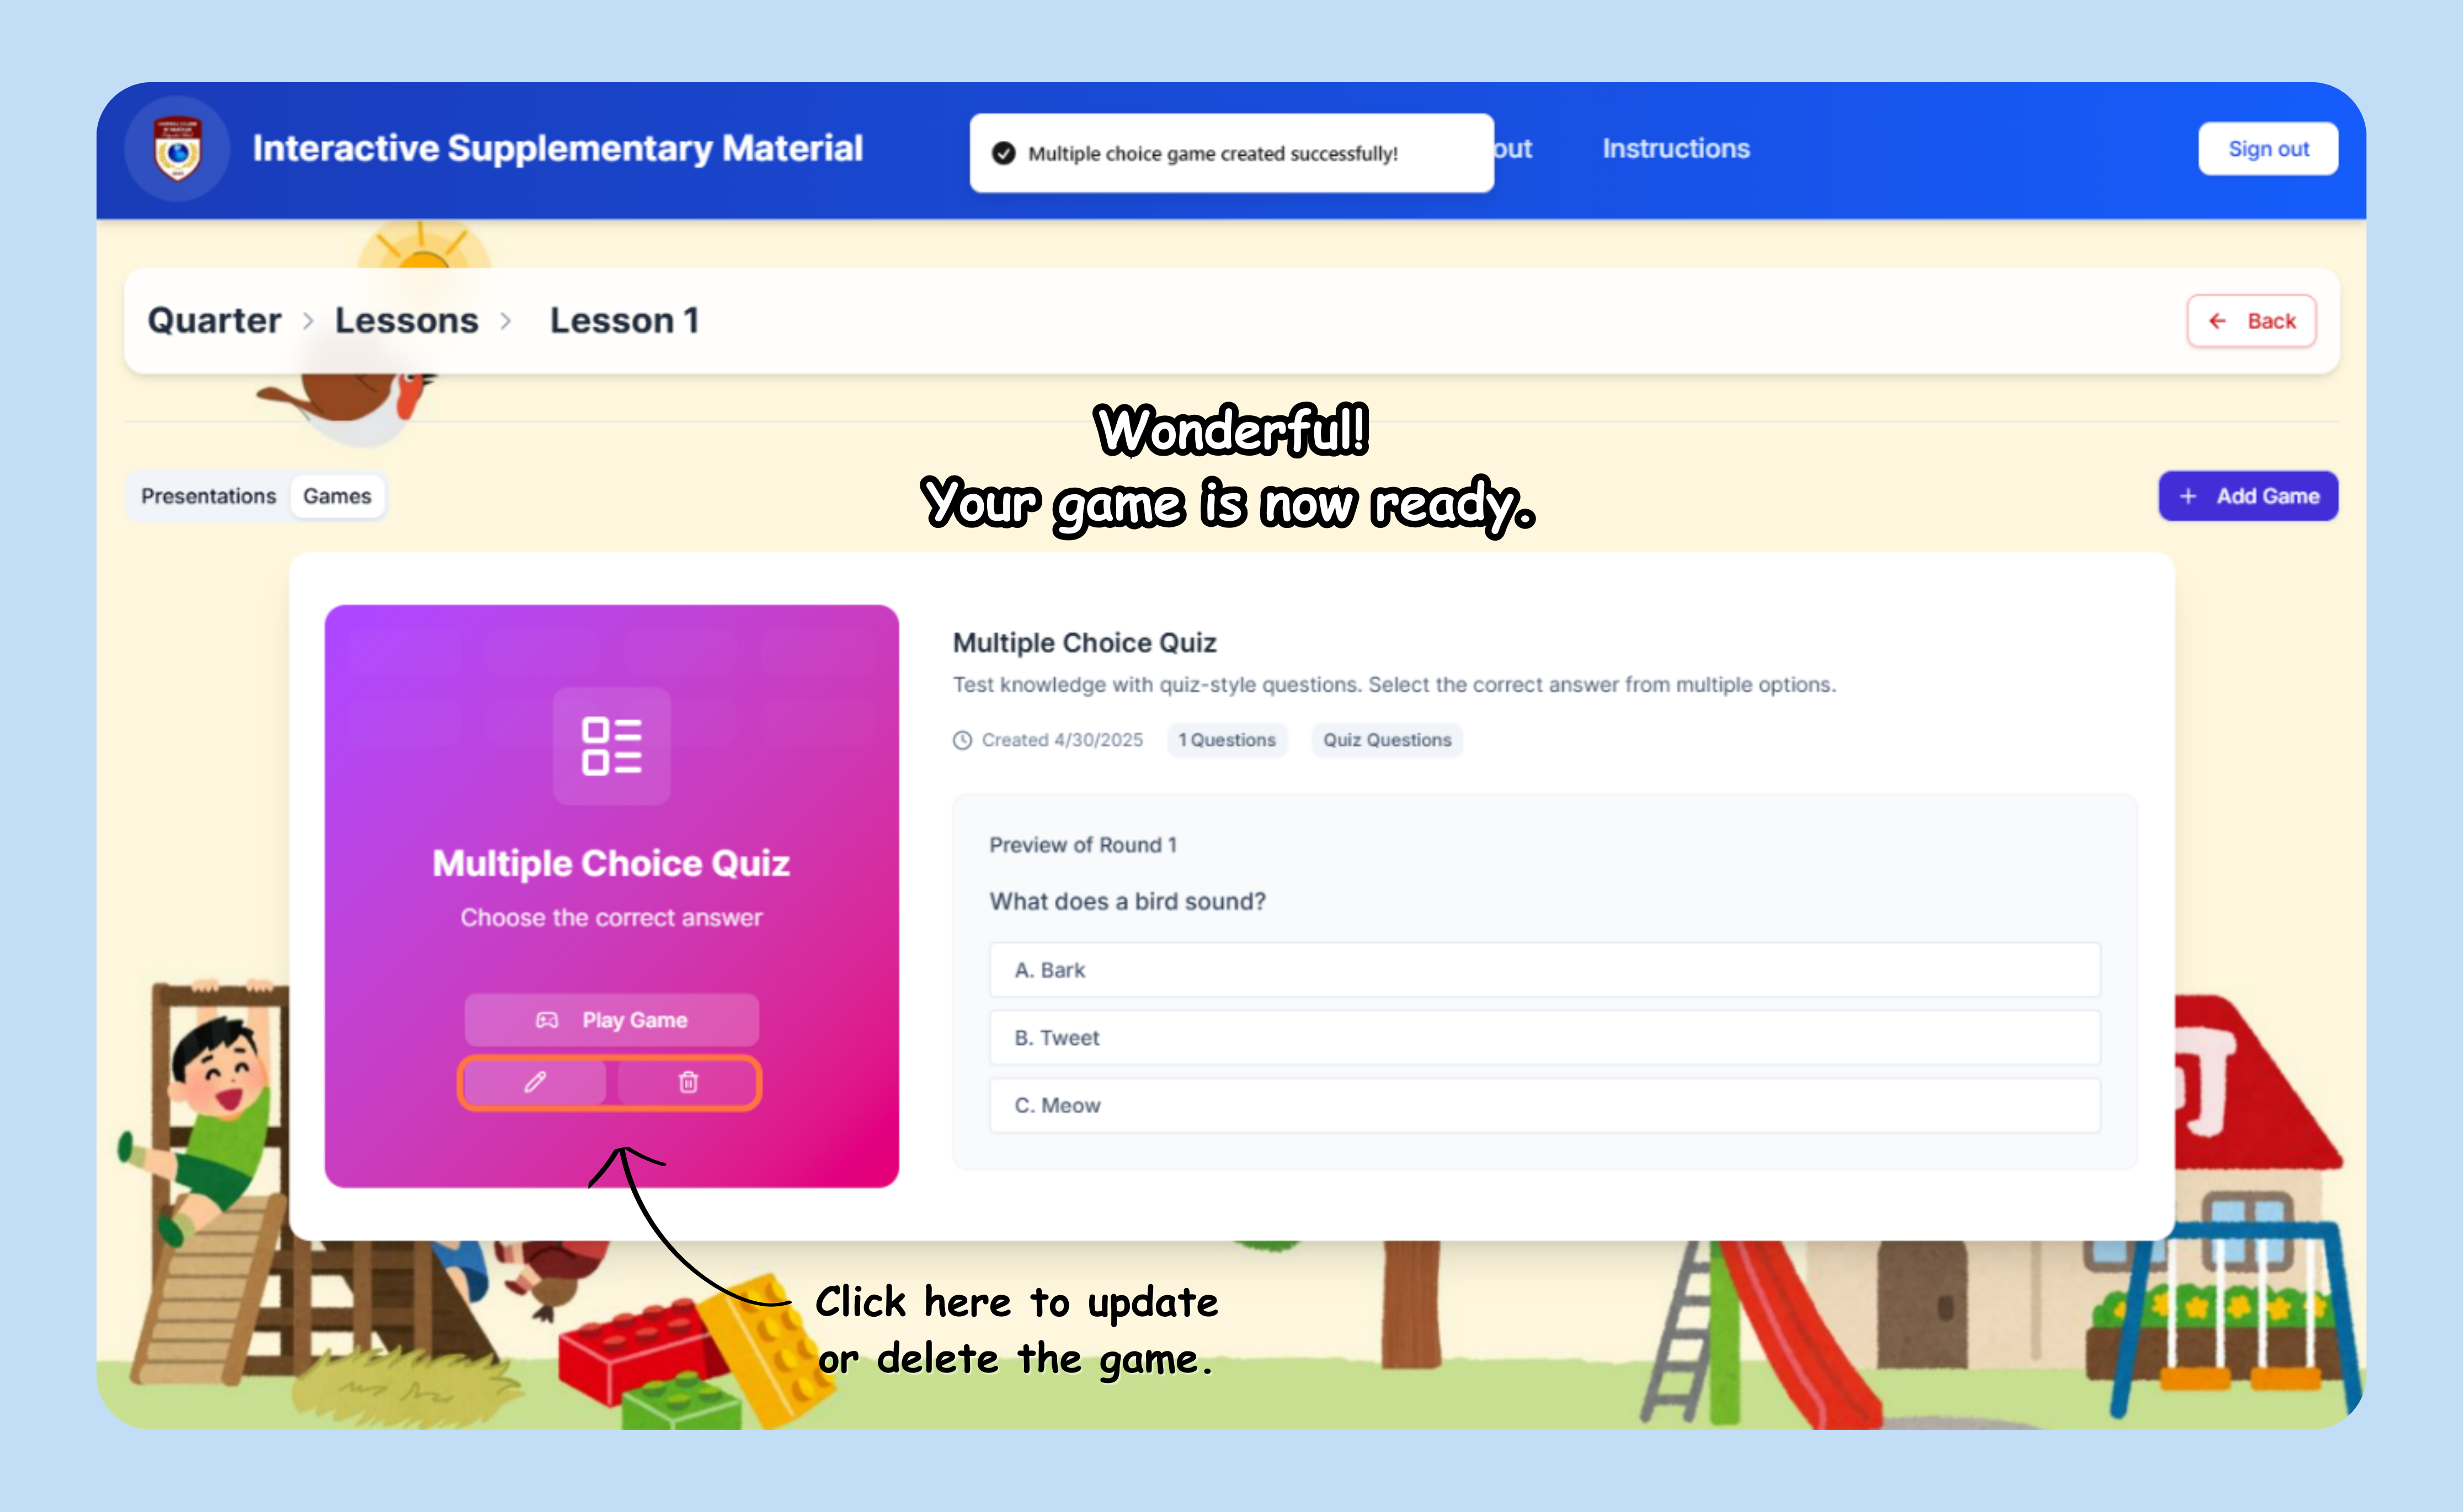 Interactive Supplementary Material
Multiple choice game created successfully!
out
Instructions
Sign out
Quarter > Lessons > Lesson 1
Back
Wonderful!
Your game is now ready.
Presentations Games
+ Add Game
Multiple Choice Quiz
Choose the correct answer
Play Game
Multiple Choice Quiz
Test knowledge with quiz-style questions. Select the correct answer from multiple options.
Created 4/30/2025 1 Questions Quiz Questions
Preview of Round 1
What does a bird sound?
A. Bark
B. Tweet
C. Meow
Click here to update
or delete the game.